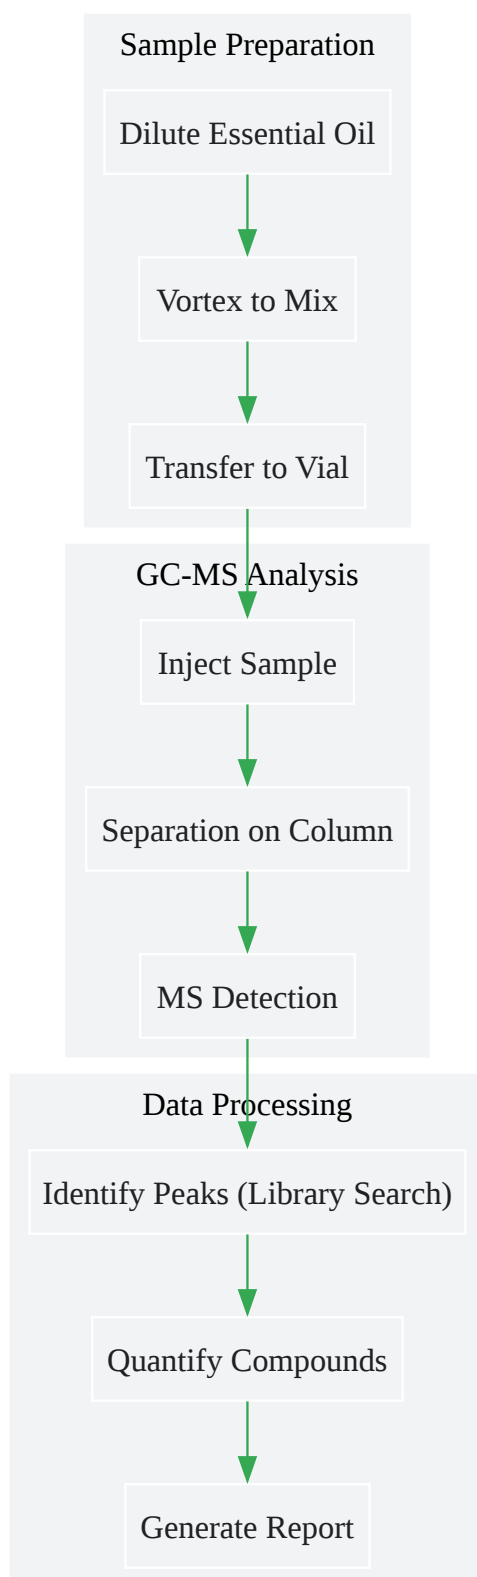 Sample Preparation
Dilute Essential Oil
Vortex to Mix
Transfer to Vial
GC-MS Analysis
Inject Sample
Separation on Column
MS Detection
Data Processing
Identify Peaks (Library Search)
Quantify Compounds
Generate Report